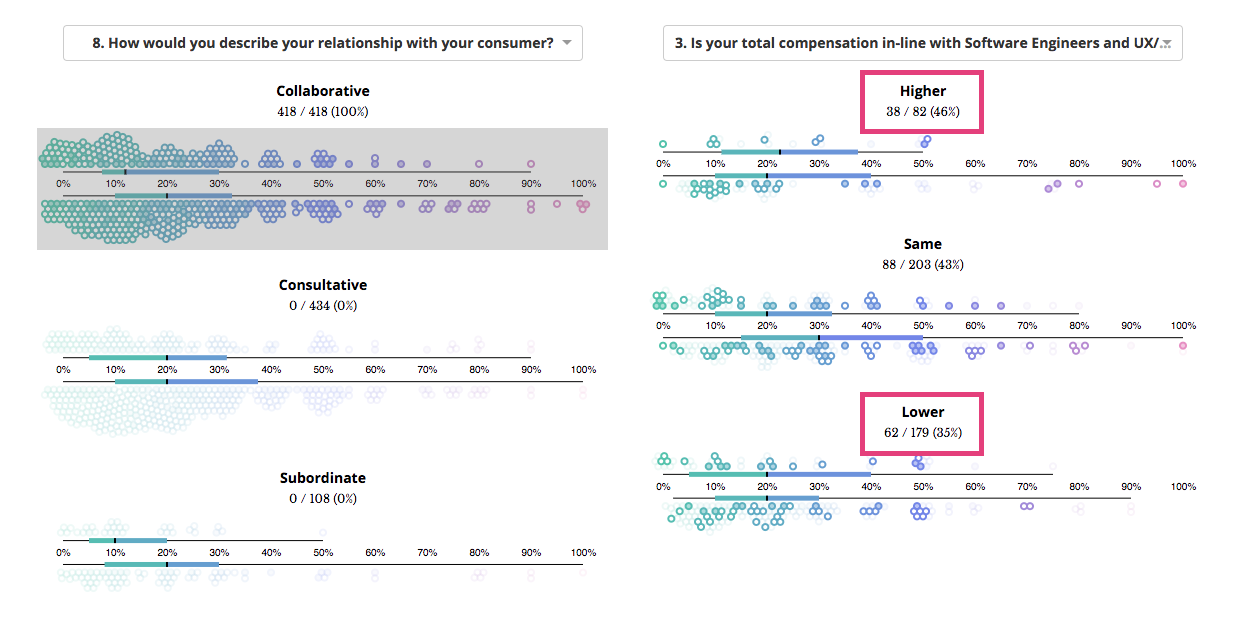 8. How would you describe your relationship with your consumer?
Collaborative
418 / 418 (100%)
0% 10% 20% 30% 40% 50% 60% 70% 80% 90% 100%
Consultative
0 / 434 (0%)
0% 10% 20% 30% 40% 50% 60% 70% 80% 90% 100%
Subordinate
0 / 108 (0%)
0% 10% 20% 30% 40% 50% 60% 70% 80% 90% 100%
3. Is your total compensation in-line with Software Engineers and UX/...
Higher
38 / 82 (46%)
0% 10% 20% 30% 40% 50% 60% 70% 80% 90% 100%
Same
88 / 203 (43%)
0% 10% 20% 30% 40% 50% 60% 70% 80% 90% 100%
Lower
62 / 179 (35%)
0% 10% 20% 30% 40% 50% 60% 70% 80% 90% 100%